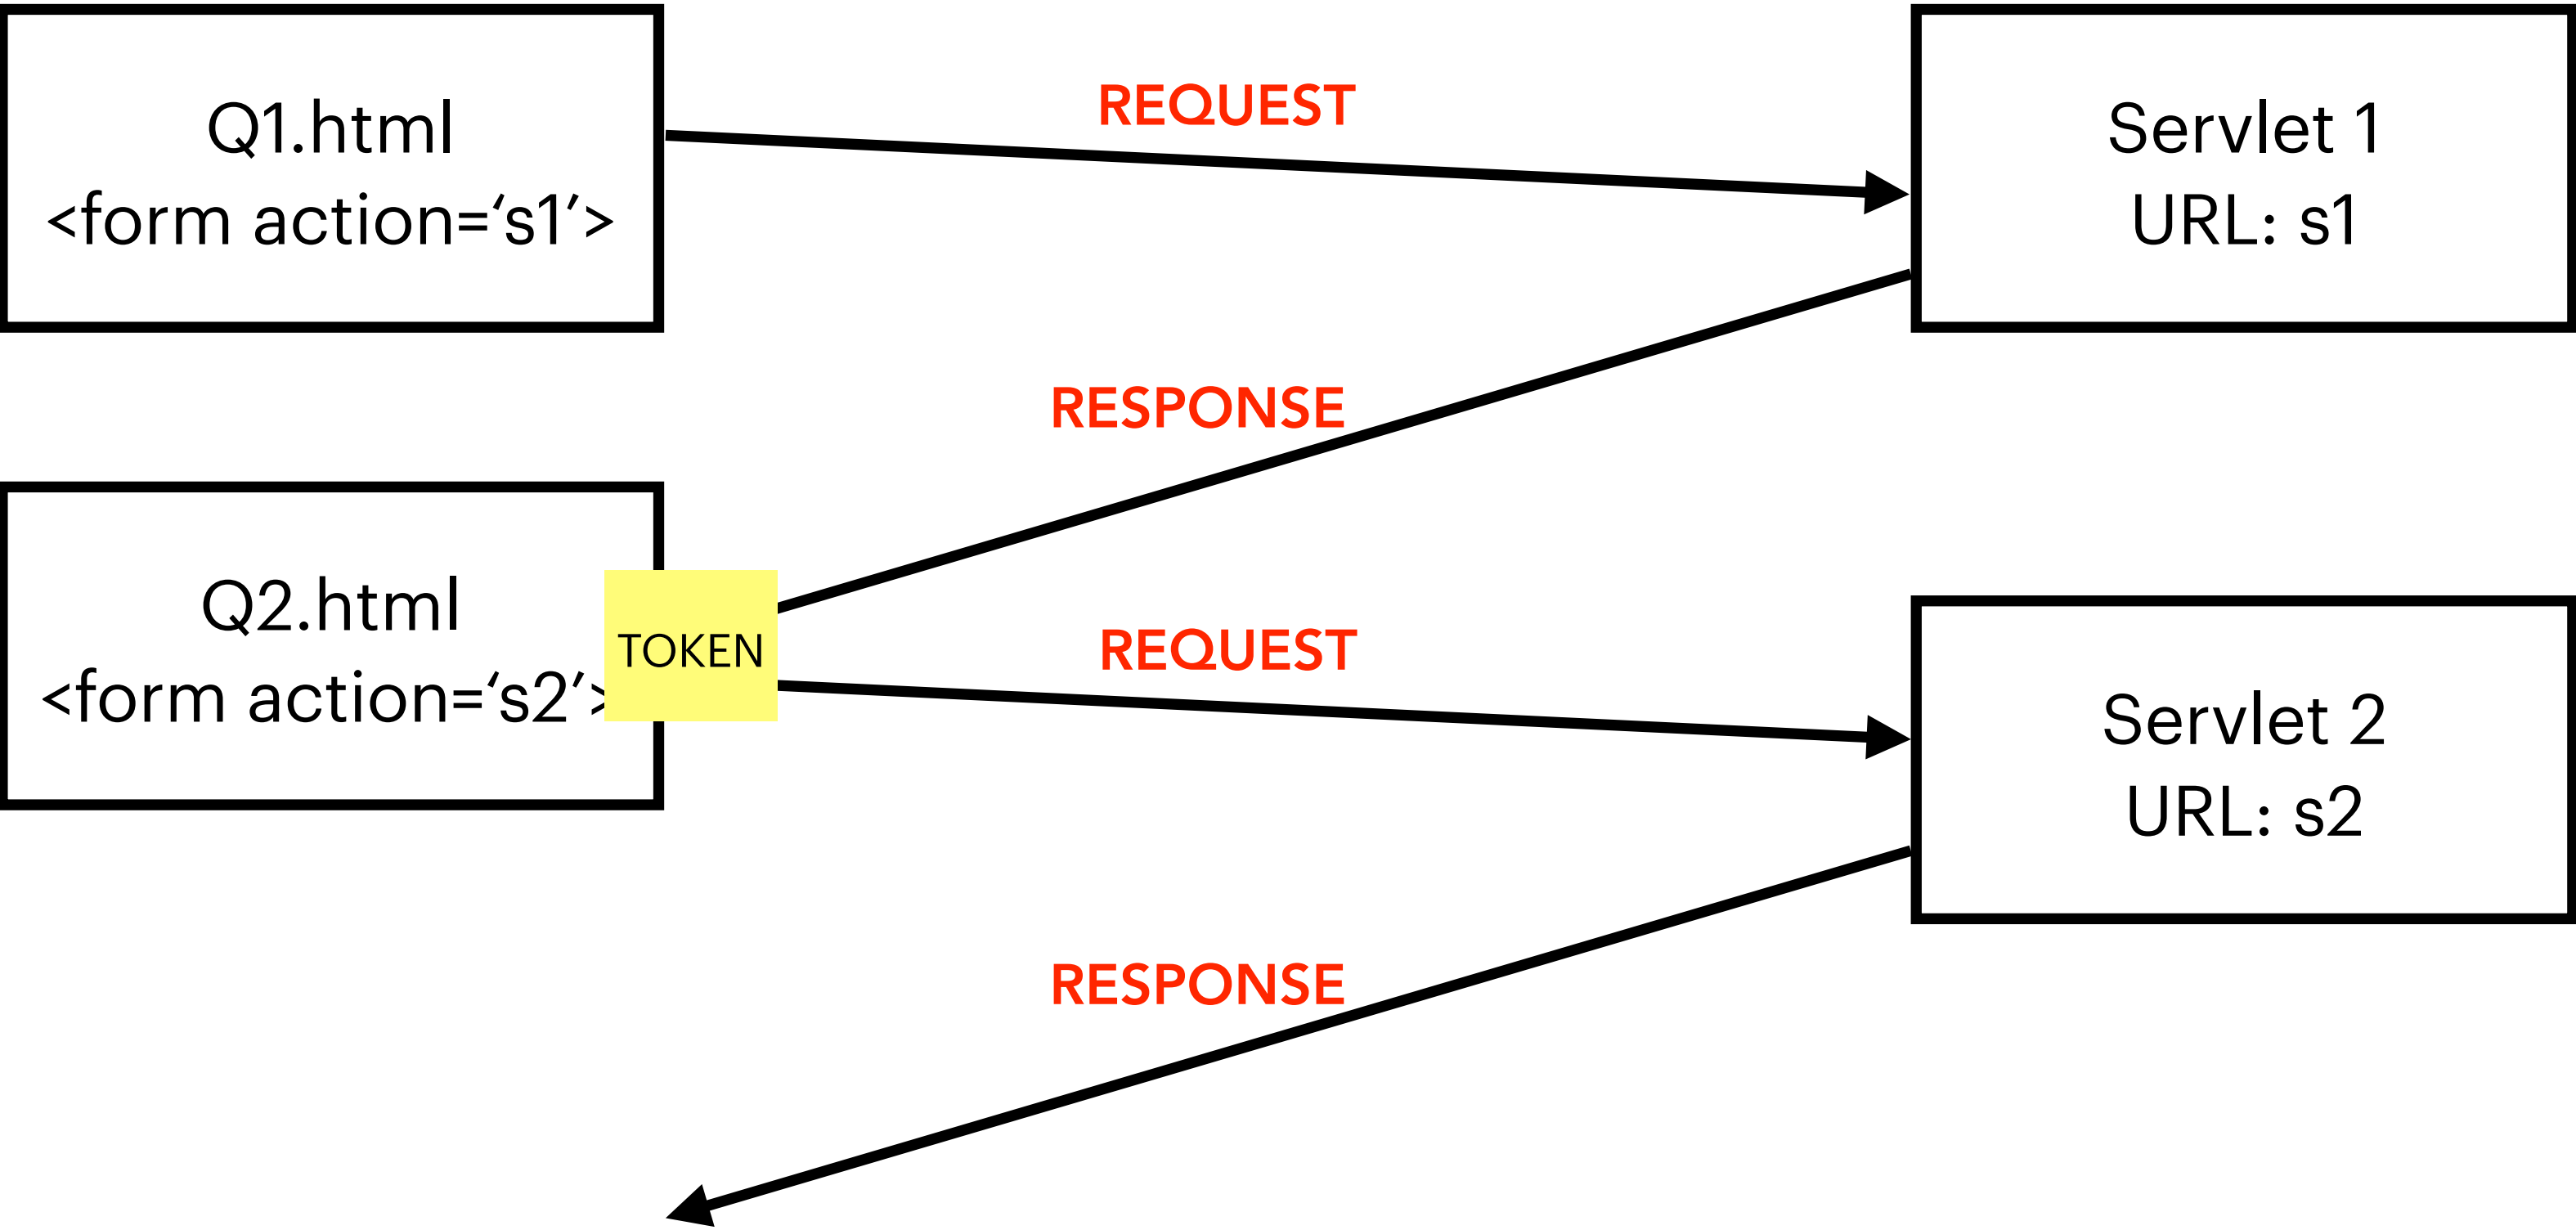 Q1.html
<form action=‘s1’>
REQUEST
Servlet 1
URL: s1
RESPONSE
Q2.html
<form action=‘s2’>
TOKEN
REQUEST
Servlet 2
URL: s2
RESPONSE